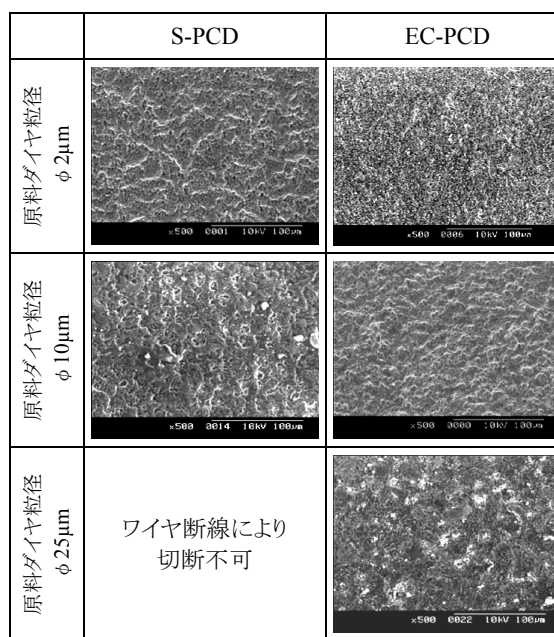 S-PCD
EC-PCD
原料ダイヤ粒径
φ2μm
×500 0001 10kV 100μm
×500 0006 10kV 100μm
原料ダイヤ粒径
φ10μm
×500 0014 10kV 100μm
×500 0000 10kV 100μm
原料ダイヤ粒径
φ25μm
ワイヤ断線により
切断不可
×500 0022 10kV 100μm